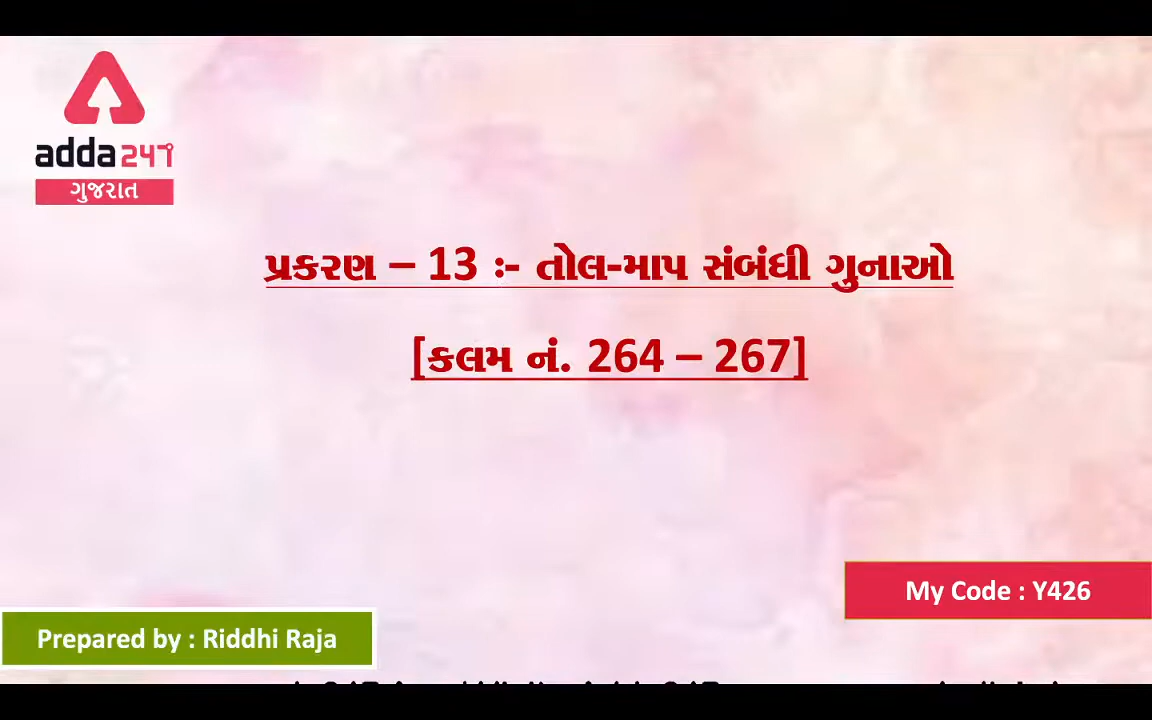 adda247
ગુજરાત
પ્રકરણ – 13 :- તોલ-માપ સંબંધી ગુનાઓ
[કલમ નં. 264 – 267]
My Code : Y426
Prepared by : Riddhi Raja